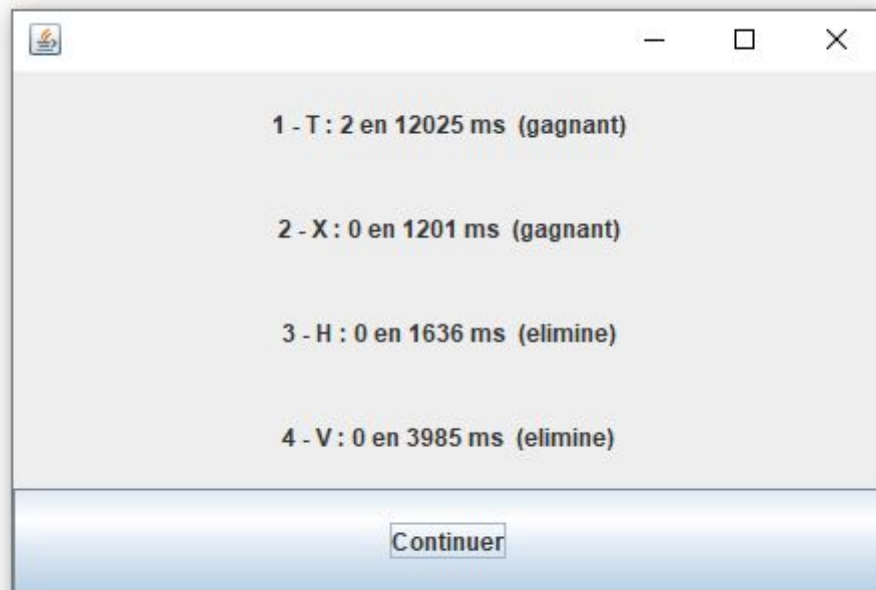 1 - T : 2 en 12025 ms (gagnant)
2 - X : 0 en 1201 ms (gagnant)
3 - H : 0 en 1636 ms (elimine)
4 - V : 0 en 3985 ms (elimine)
Continuer